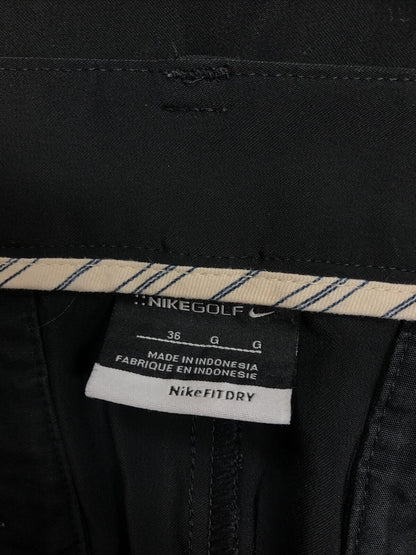 NIKEGOLF
36 G G
MADE IN INDONESIA
FABRIQUE EN INDONESIE
NikeFITDRY